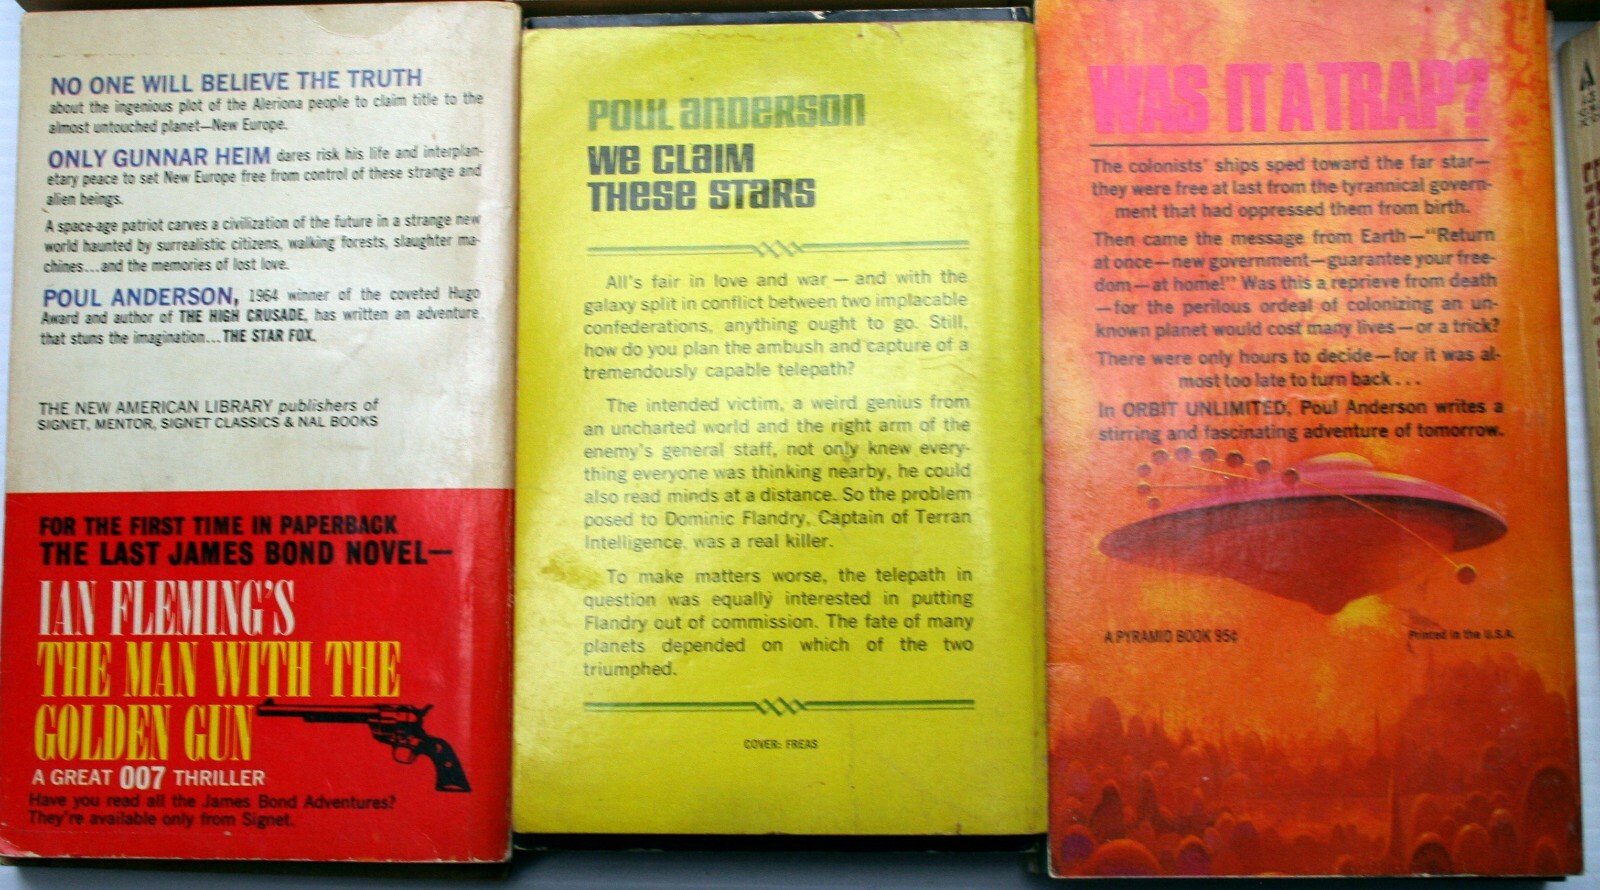 NO ONE WILL BELIEVE THE TRUTH
about the ingenious plot of the Aleriona people to claim title to the
almost untouched planet—New Europe.
ONLY GUNNAR HEIM dares risk his life and interplan-
etary peace to set New Europe free from control of these strange and
alien beings.
A space-age patriot carves a civilization of the future in a strange new
world haunted by surrealistic citizens, walking forests, slaughter ma-
chines...and the memories of lost love.
POUL ANDERSON, 1964 winner of the coveted Hugo
Award and author of THE HIGH CRUSADE, has written an adventure
that stuns the imagination...THE STAR FOX.
THE NEW AMERICAN LIBRARY publishers of
SIGNET, MENTOR, SIGNET CLASSICS & NAL BOOKS
FOR THE FIRST TIME IN PAPERBACK
THE LAST JAMES BOND NOVEL—
IAN FLEMING'S
THE MAN WITH THE
GOLDEN GUN
A GREAT 007 THRILLER
Have you read all the James Bond Adventures?
They're available only from Signet.
POUL ANDERSON
WE CLAIM
THESE STARS
All's fair in love and war — and with the
galaxy split in conflict between two implacable
confederations, anything ought to go. Still,
how do you plan the ambush and capture of a
tremendously capable telepath?
The intended victim, a weird genius from
an uncharted world and the right arm of the
enemy's general staff, not only knew every-
thing everyone was thinking nearby, he could
also read minds at a distance. So the problem
posed to Dominic Flandry, Captain of Terran
Intelligence, was a real killer.
To make matters worse, the telepath in
question was equally interested in putting
Flandry out of commission. The fate of many
planets depended on which of the two
triumphed.
COVER: FREAS
WAS IT A TRAP?
The colonists' ships sped toward the far star—
they were free at last from the tyrannical govern-
ment that had oppressed them from birth.
Then came the message from Earth—"Return
at once—new government—guarantee your free-
dom—at home!" Was this a reprieve from death
—for the perilous ordeal of colonizing an un-
known planet would cost many lives—or a trick?
There were only hours to decide—for it was al-
most too late to turn back...
In ORBIT UNLIMITED, Poul Anderson writes a
stirring and fascinating adventure of tomorrow.
A PYRAMID BOOK 95¢
Printed in the U.S.A.